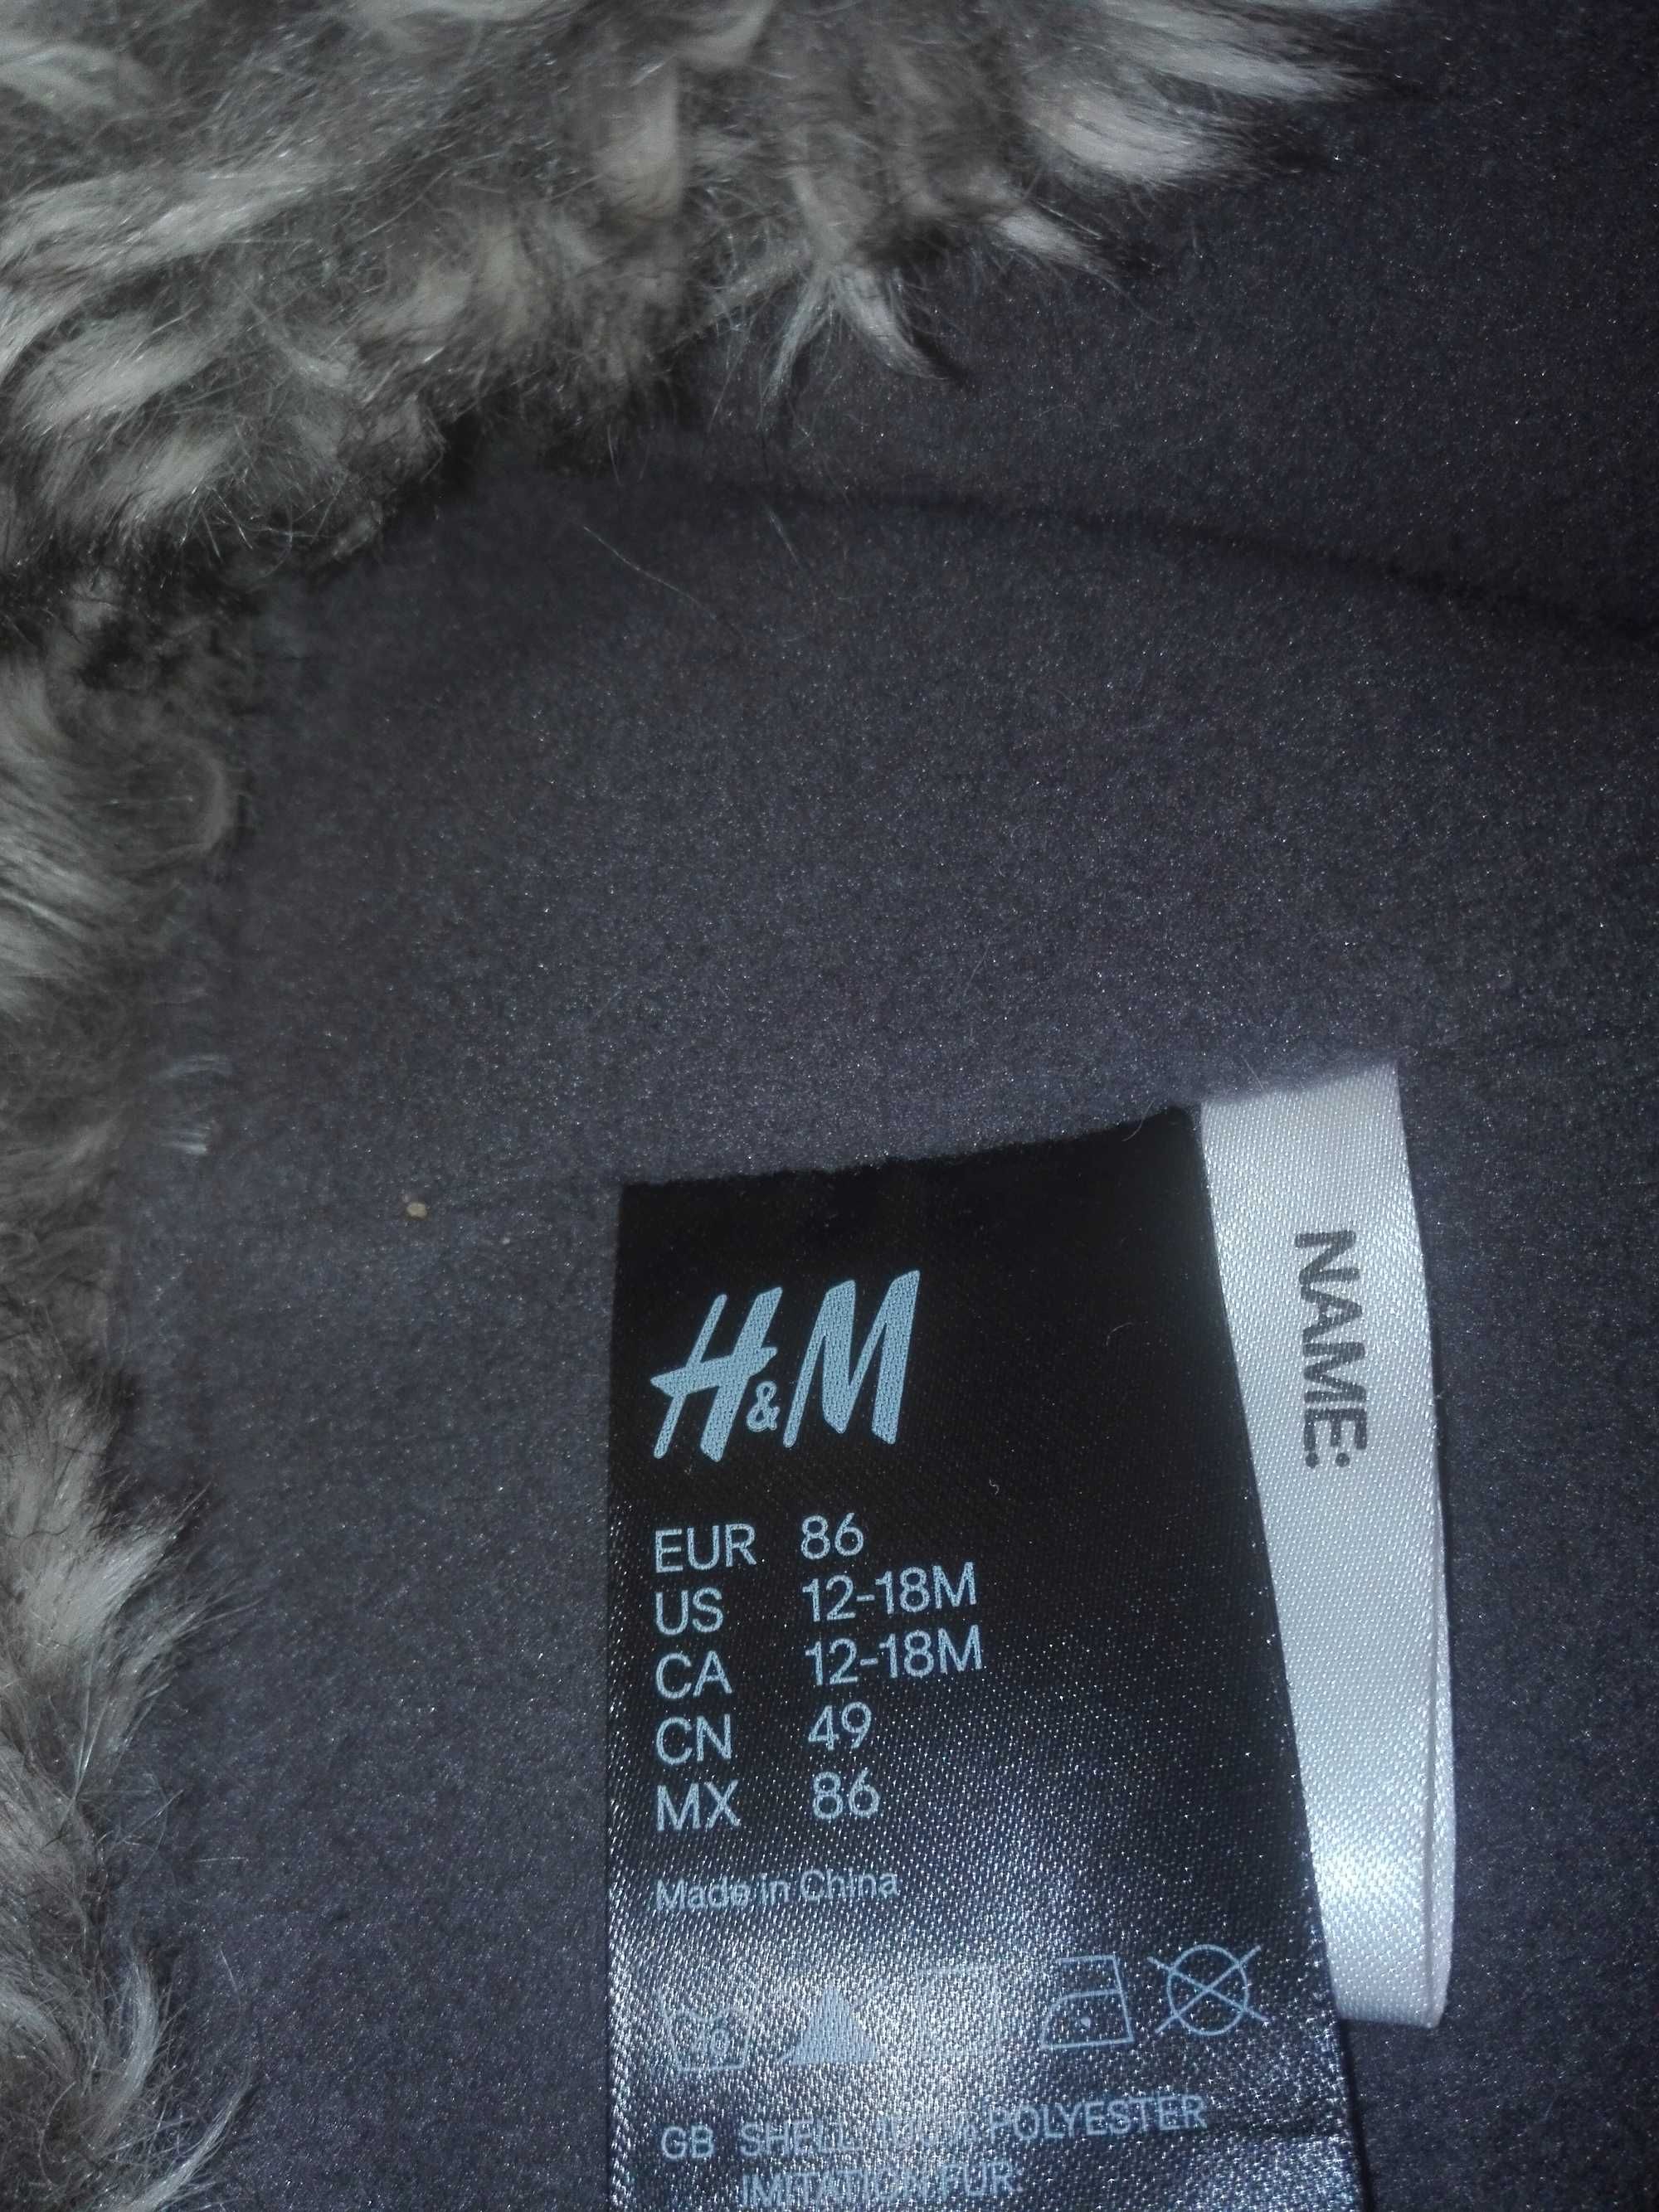 H&M
EUR 86
US 12-18M
CA 12-18M
CN 49
MX 86
Made in China
GB SHELL 100% POLYESTER
IMITATION FUR:
NAME: